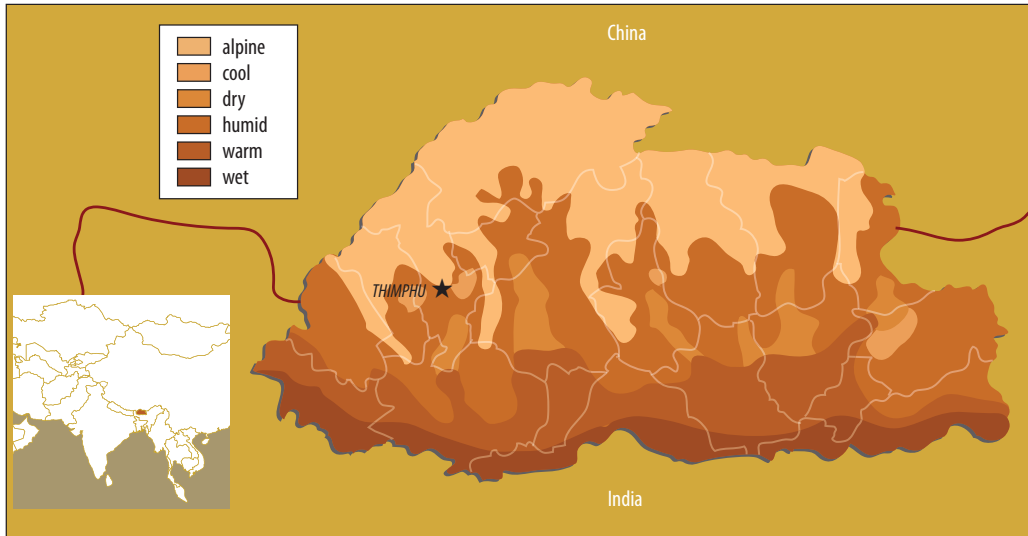 China
alpine
cool
dry
humid
warm
wet
THIMPHU
India